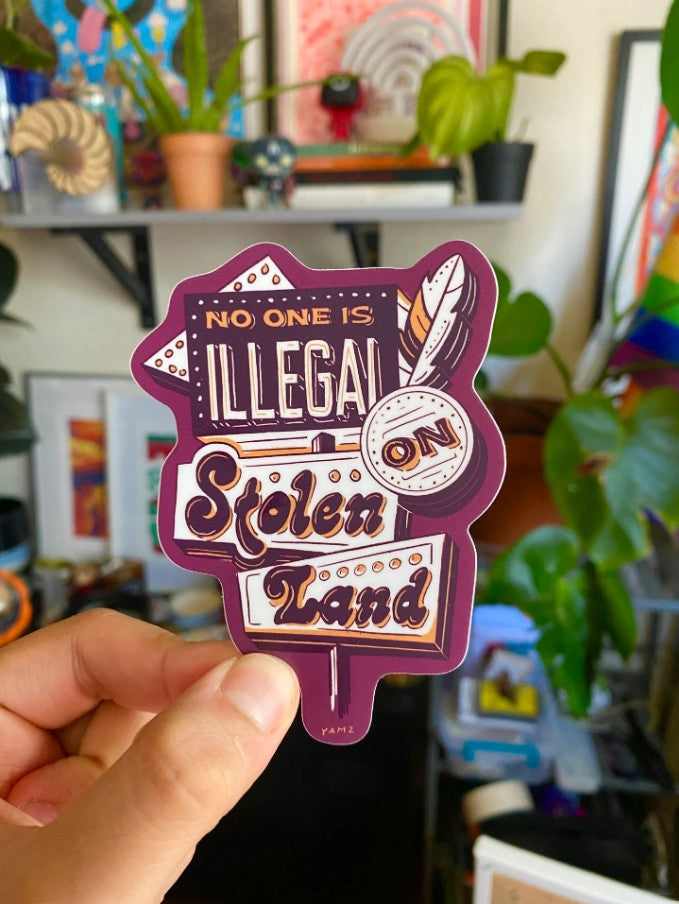 NO ONE IS
ILLEGAL
ON
Stolen
Land
YAMZ